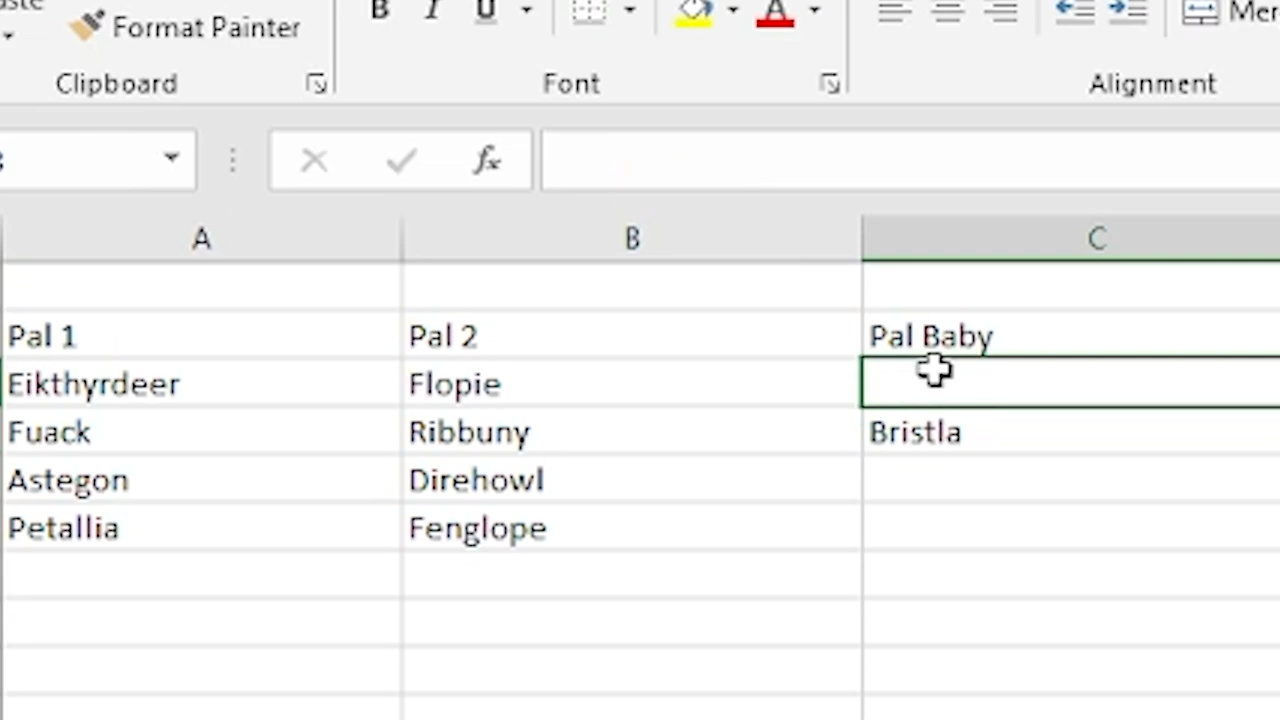 Format Painter
B I U
A
Clipboard Font Alignment
fx
A B C
Pal 1 Pal 2 Pal Baby
Eikthyrdeer Flopie
Fuack Ribbuny Bristla
Astegon Direhowl
Petallia Fenglope